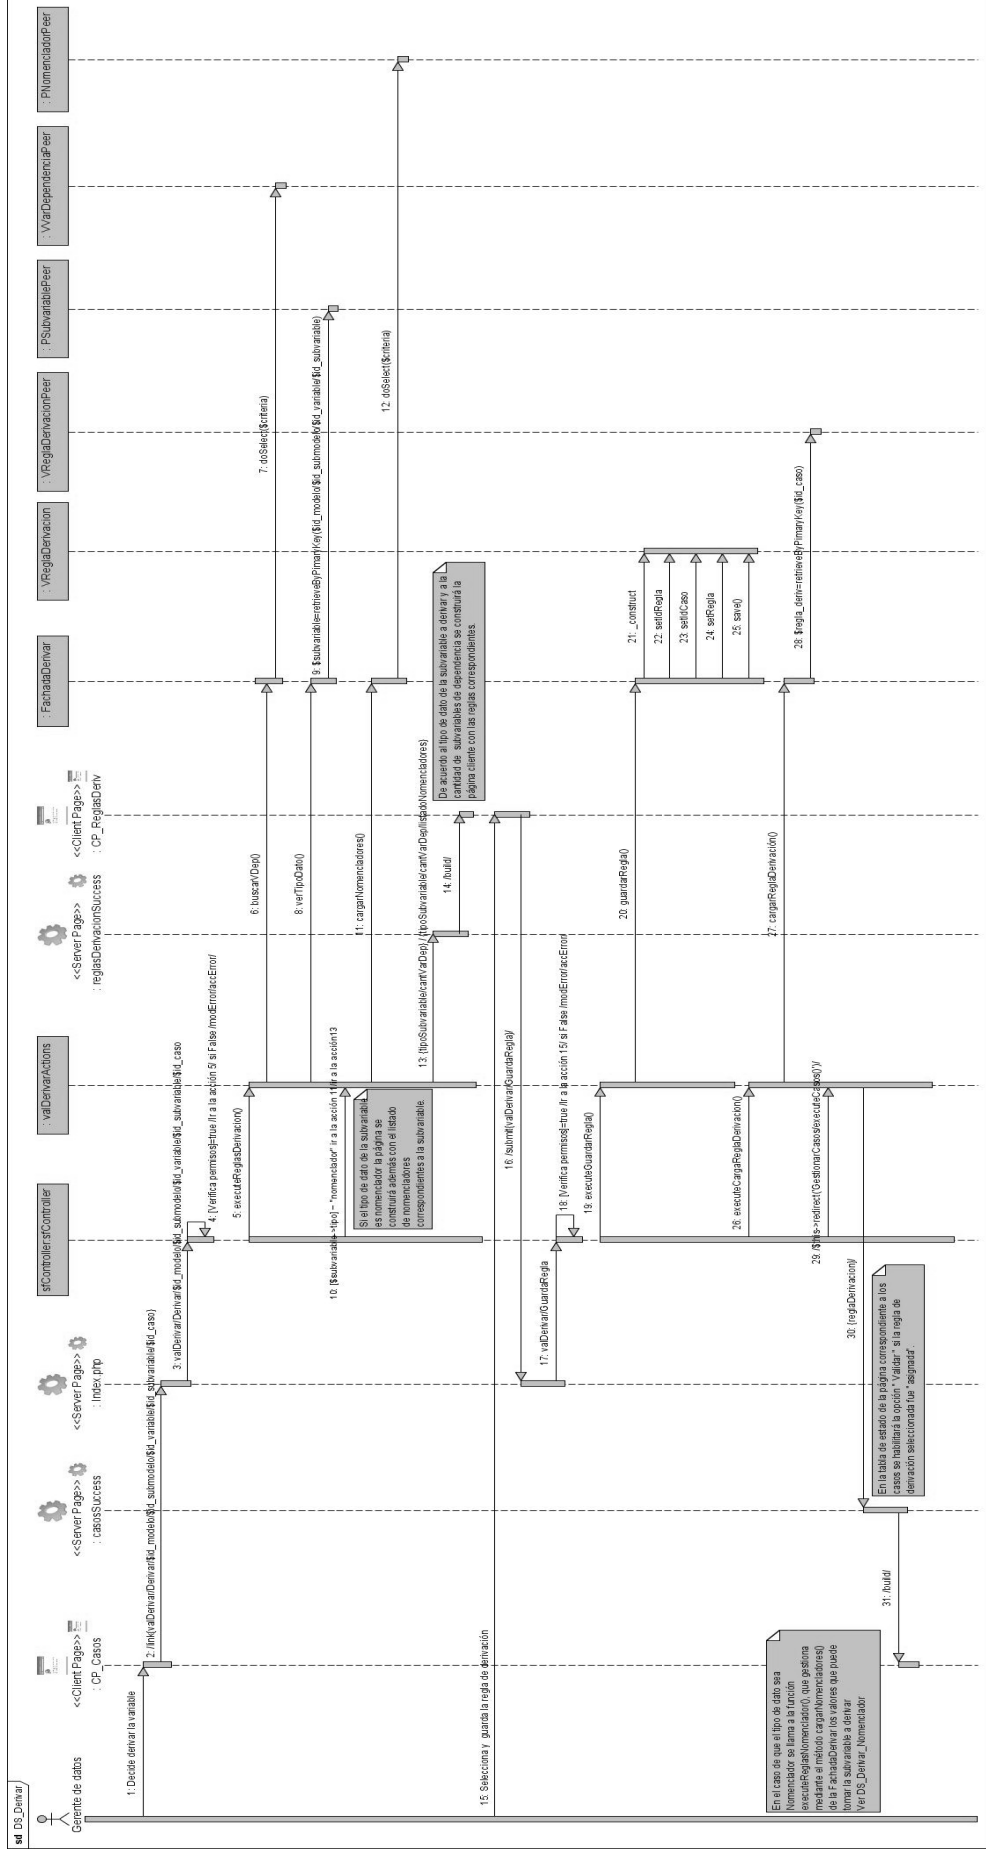 sd DS_Derivar
Gerente de datos
<<Client Page>>
: CP_Casos
<<Server Page>>
: casosSuccess
<<Server Page>>
: Index.php
sfController:sfController
: valDerivarActions
<<Server Page>>
: reglasDerivacionSuccess
<<Client Page>>
: CP_ReglasDeriv
: FachadaDerivar
: VReglaDerivacion
: VReglaDerivacionPeer
: PSubvariablePeer
: VVarDependenciaPeer
: PNomencladorPeer
1: Decide derivar la variable
2: /link(valDerivar/Derivar/$id_modelo/$id_submodelo/$id_variable/$id_subvariable/$id_caso)
3: valDerivar/Derivar/$id_modelo/$id_submodelo/$id_variable/$id_subvariable/$id_caso
4: [Verifica permisos]=true /Ir a la acción 5/ si False /modError/accError/
5: executeReglasDerivacion()
6: buscarVDep()
7: doSelect($criteria)
8: verTipoDato()
9: $subvariable=retrieveByPimaryKey($id_modelo/$id_submodelo/$id_variable/$id_subvariable)
10: [$subvariable->tipo] = "nomenclador" ir a la acción 11/Ir a la acción13
11: cargarNomencladores()
12: doSelect($criteria)
Si el tipo de dato de la subvariable
es nomenclador la página se
construirá además con el listado
de nomencladores
correspondientes a la subvariable.
13: {tipoSubvariable/cantVarDep} / {tipoSubvariable/cantVarDep/listadoNomencladores}
14: /build/
De acuerdo al tipo de dato de la subvariable a derivar y a la
cantidad de subvariables de dependencia se construirá la
página cliente con las reglas correspondientes.
15: Selecciona y guarda la regla de derivación
16: /submit(valDerivar/GuardaRegla)/
17: valDerivar/GuardaRegla
18: [Verifica permisos]=true /Ir a la acción 15/ si False /modError/accError/
19: executeGuardarRegla()
20: guardarRegla()
21: _construct
22: setIdRegla
23: setIdCaso
24: setRegla
25: save()
26: executeCargaReglaDerivacion()
27: cargarReglaDerivación()
28: $regla_deriv=retrieveByPimaryKey($id_caso)
29: /$this->redirect('GestionarCasos/executeCasos()')/
30: {reglaDerivacion}/
En la tabla de estado de la página correspondiente a los
casos se habilitará la opción " Validar" si la regla de
derivación seleccionada fue " asignada".
31: /build/
En el caso de que el tipo de dato sea
Nomenclador se llama a la función
executeReglasNomenclador(), que gestiona
mediante el método cargarNomencladores()
de la FachadaDerivar los valores que puede
tomar la subvariable a derivar
Ver DS_Derivar_Nomenclador